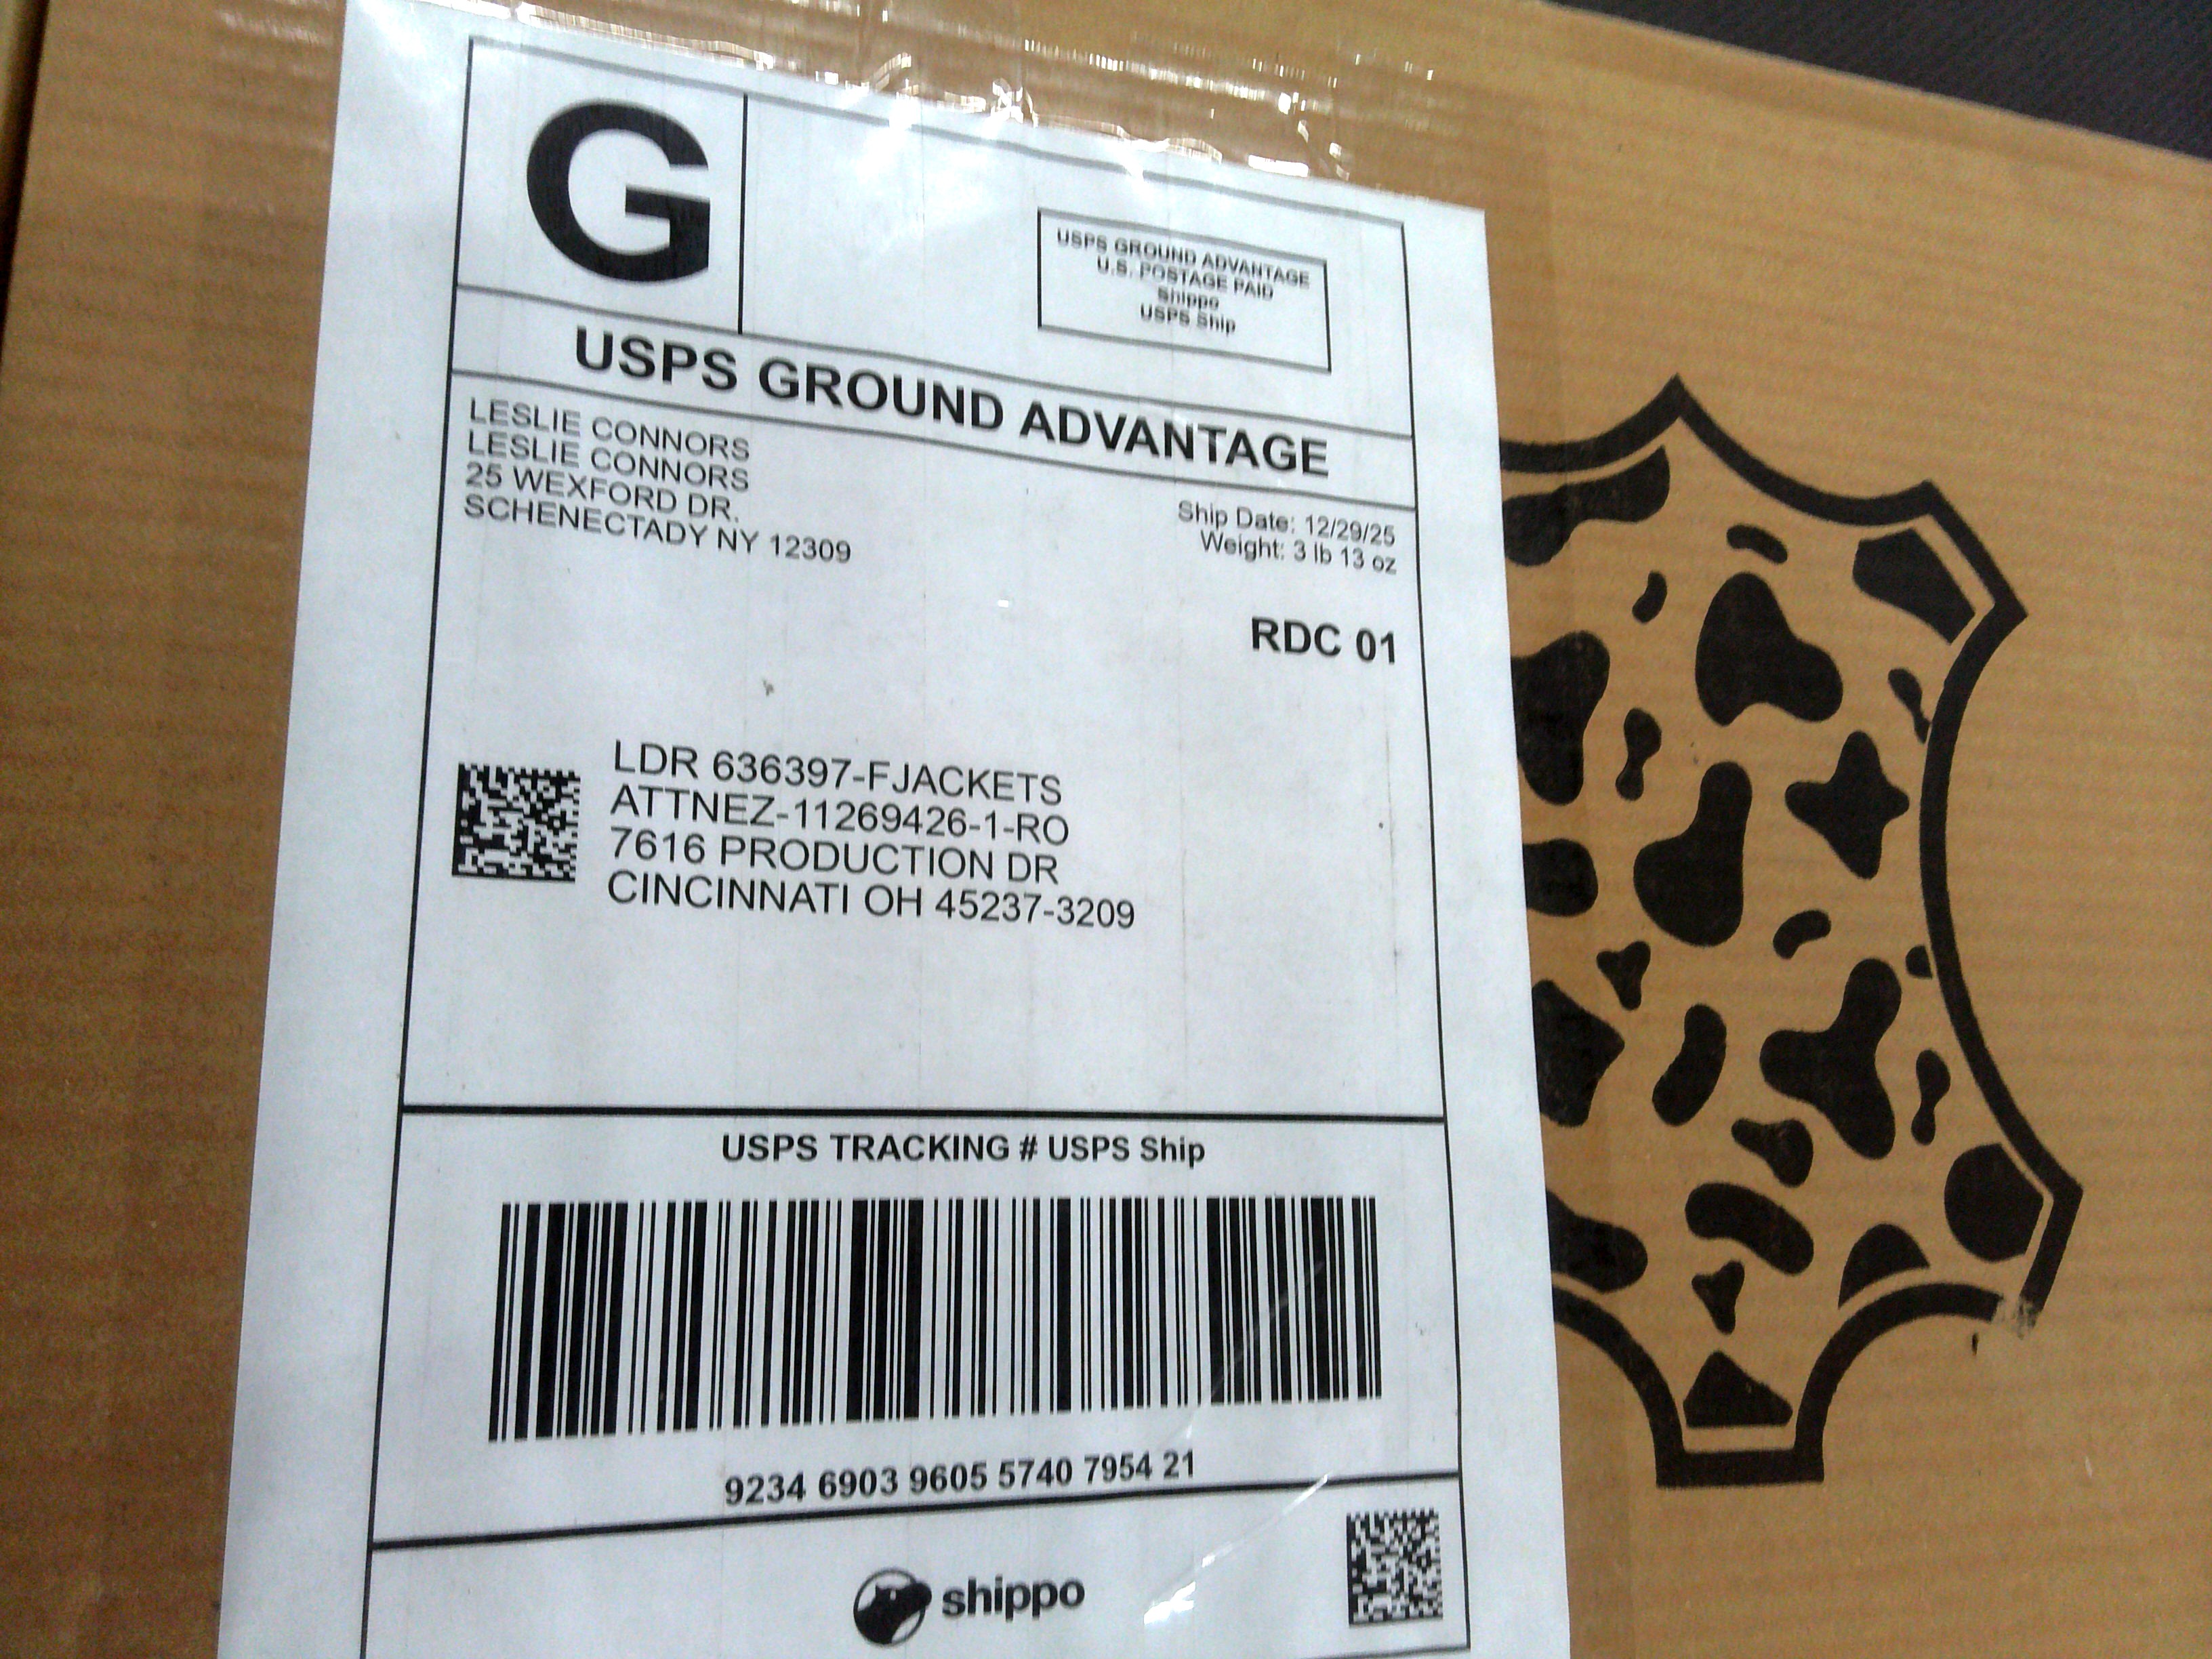 G
USPS GROUND ADVANTAGE
U.S. POSTAGE PAID
Shippo
USPS Ship
USPS GROUND ADVANTAGE
LESLIE CONNORS
LESLIE CONNORS
25 WEXFORD DR.
SCHENECTADY NY 12309
Ship Date: 12/29/25
Weight: 3 lb 13 oz
RDC 01
LDR 636397-FJACKETS
ATTNEZ-11269426-1-RO
7616 PRODUCTION DR
CINCINNATI OH 45237-3209
USPS TRACKING # USPS Ship
9234 6903 9605 5740 7954 21
shippo